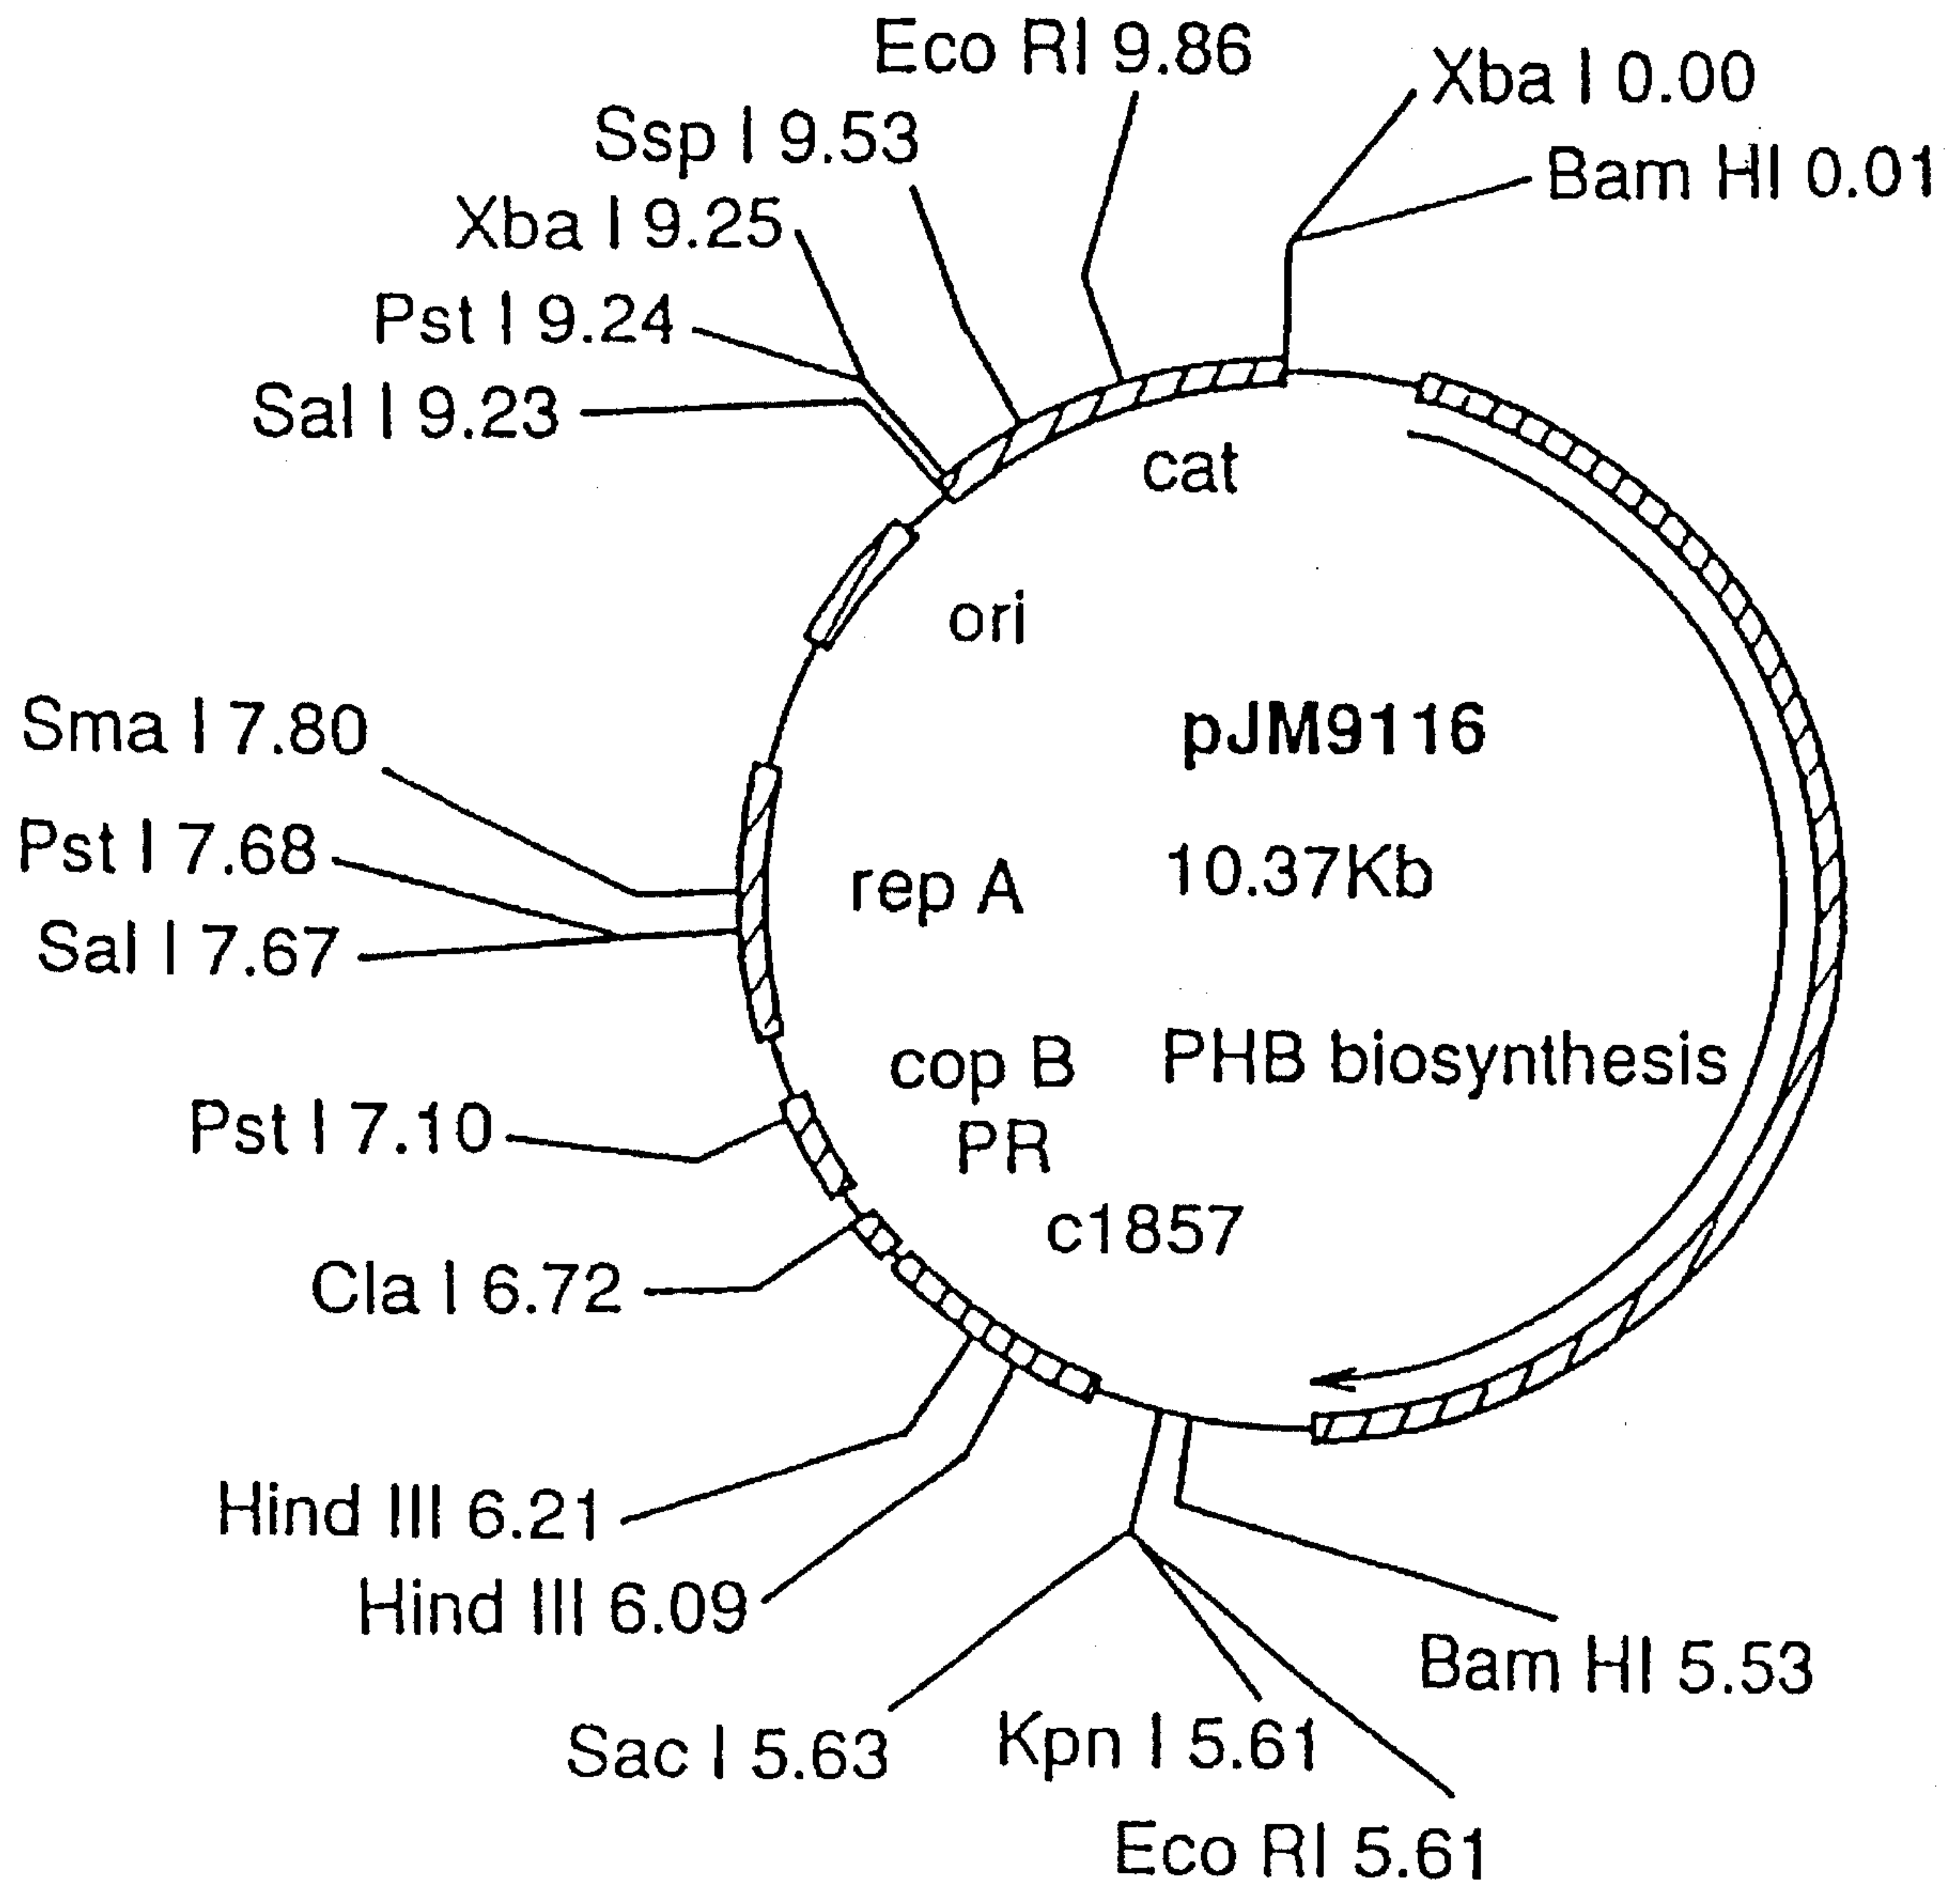 Eco RI 9.86
Xba I 0.00
Ssp I 9.53
Bam HI 0.01
Xba I 9.25
Pst I 9.24
Sal I 9.23
cat
ori
Sma I 7.80
pJM9116
Pst I 7.68
rep A
10.37Kb
Sal I 7.67
cop B
PHB biosynthesis
Pst I 7.10
PR
c1857
Cla I 6.72
Hind III 6.21
Hind III 6.09
Bam HI 5.53
Sac I 5.63
Kpn I 5.61
Eco RI 5.61